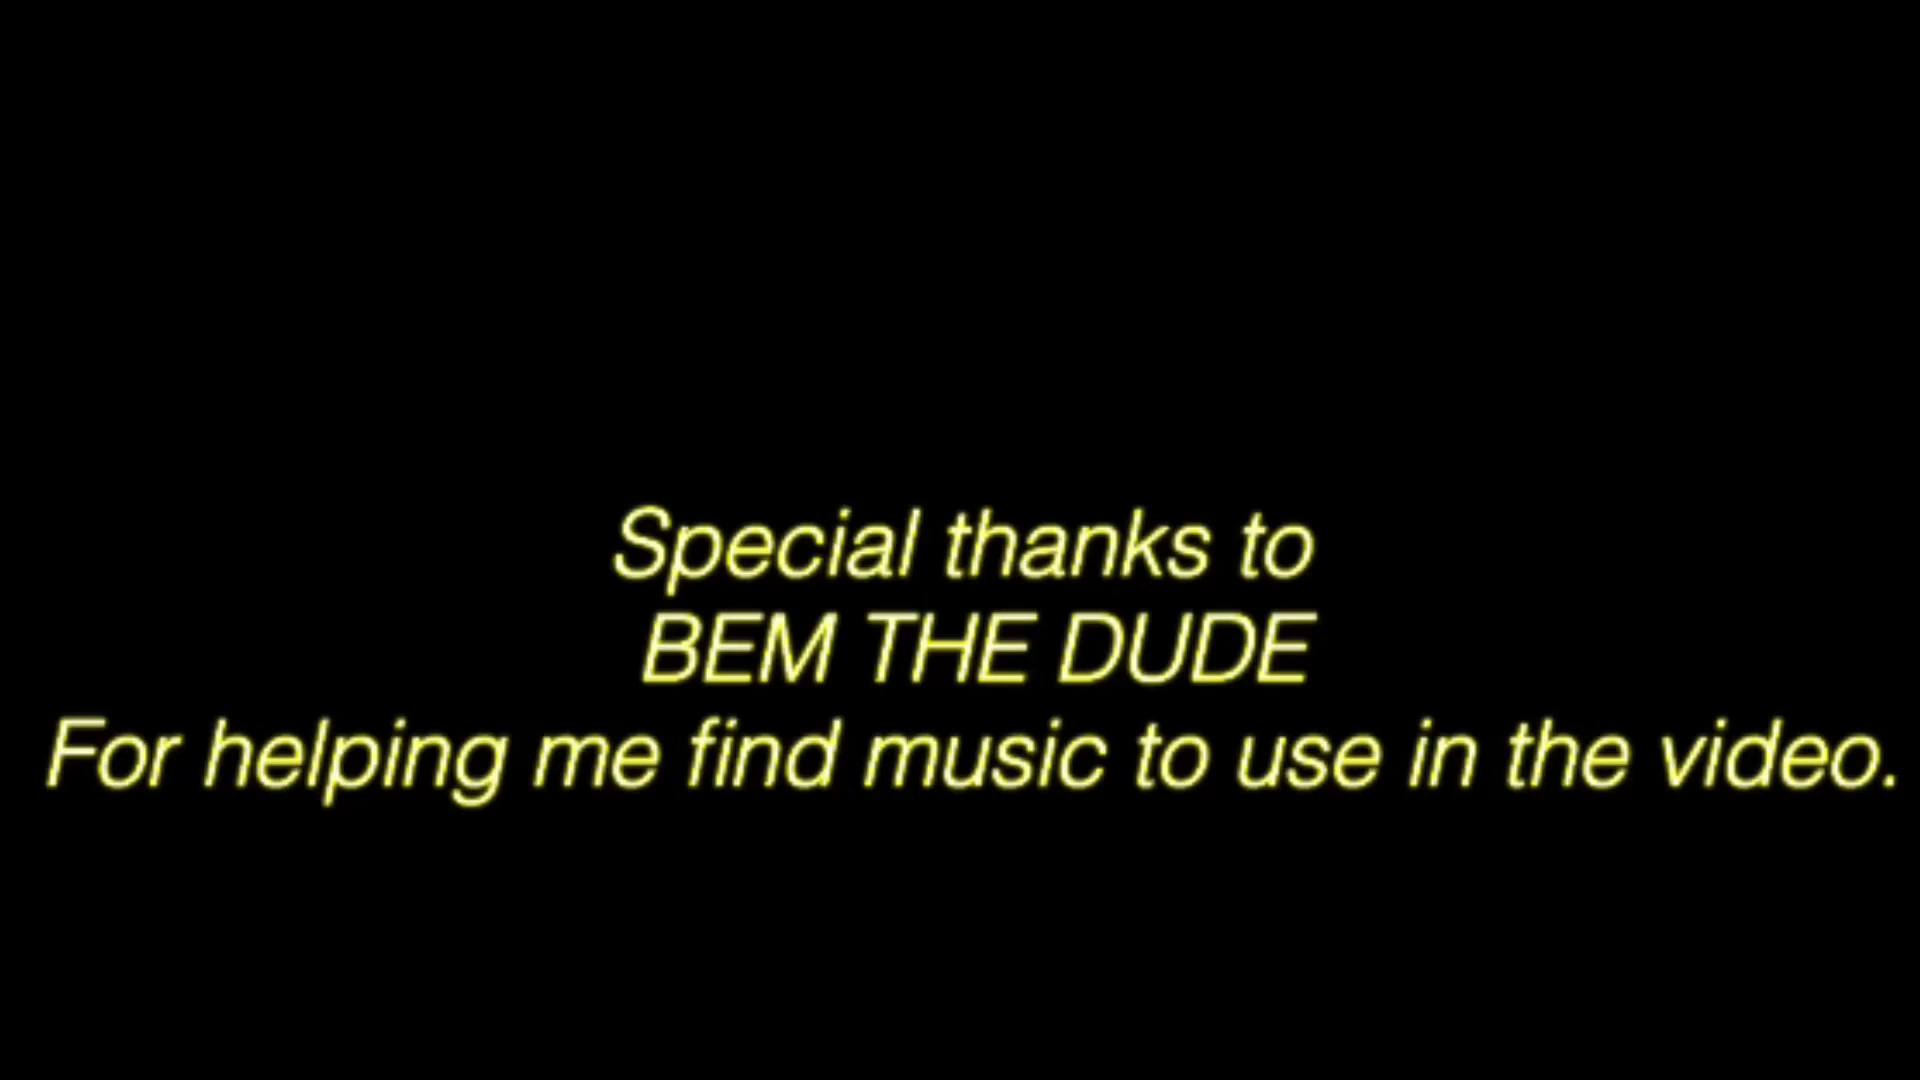 Special thanks to
BEM THE DUDE
For helping me find music to use in the video.